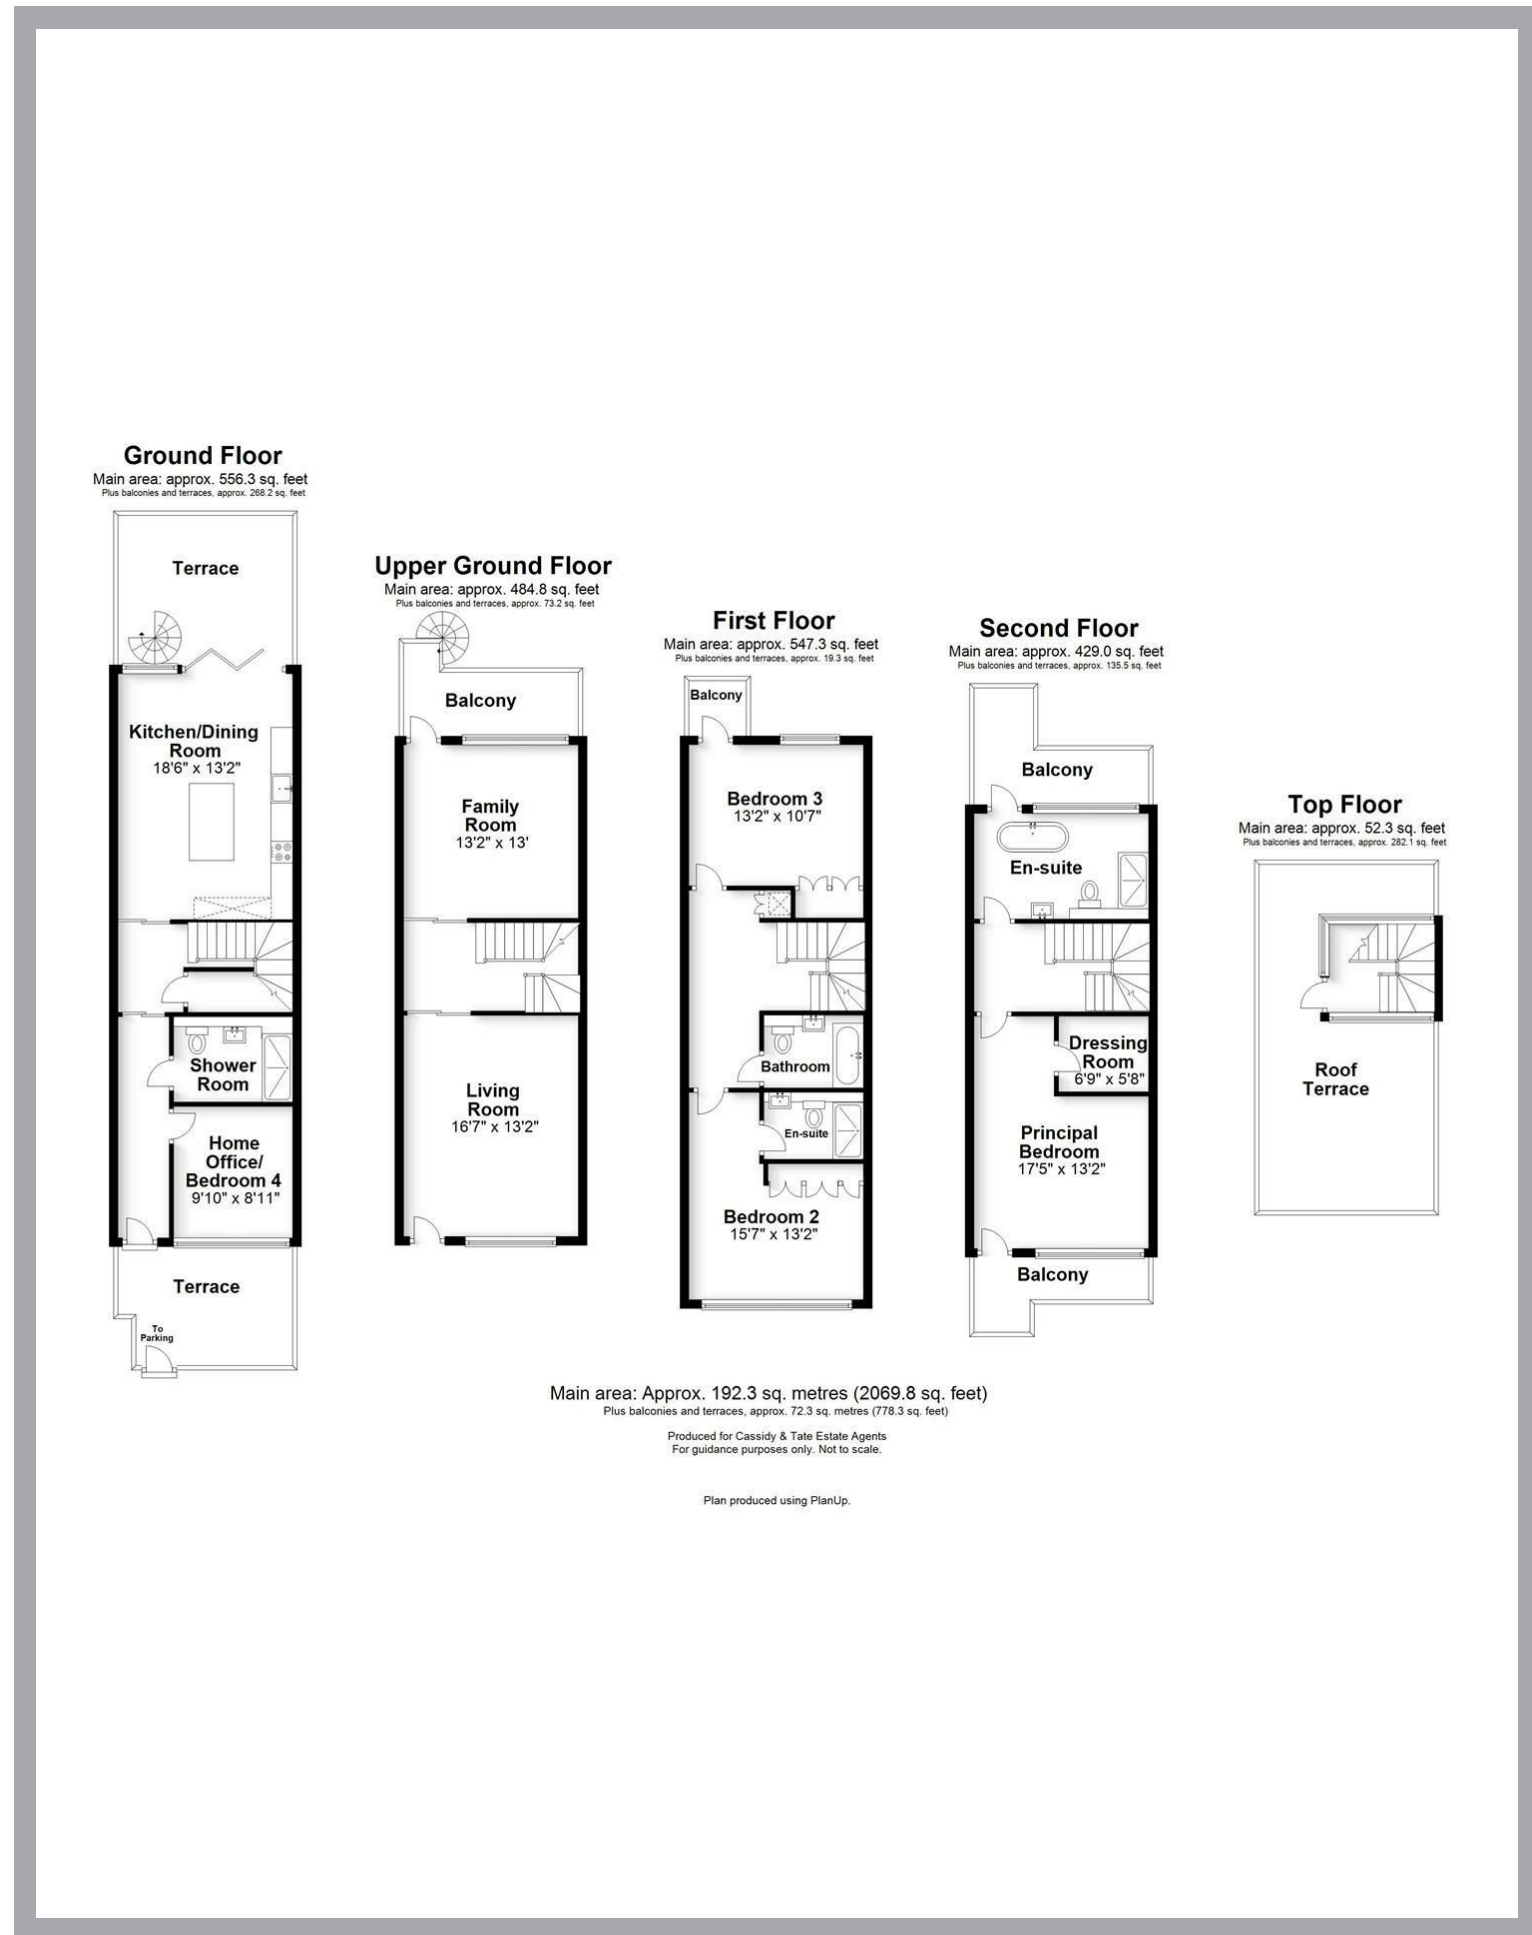 Ground Floor
Main area: approx. 556.3 sq. feet
Plus balconies and terraces, approx. 268.2 sq. feet
Terrace
Kitchen/Dining
Room
18'6" x 13'2"
Shower
Room
Home
Office/
Bedroom 4
9'10" x 8'11"
Terrace
To
Parking
Upper Ground Floor
Main area: approx. 484.8 sq. feet
Plus balconies and terraces, approx. 73.2 sq. feet
Balcony
Family
Room
13'2" x 13'
Living
Room
16'7" x 13'2"
First Floor
Main area: approx. 547.3 sq. feet
Plus balconies and terraces, approx. 19.3 sq. feet
Balcony
Bedroom 3
13'2" x 10'7"
Bathroom
En-suite
Bedroom 2
15'7" x 13'2"
Second Floor
Main area: approx. 429.0 sq. feet
Plus balconies and terraces, approx. 135.5 sq. feet
Balcony
En-suite
Dressing
Room
6'9" x 5'8"
Principal
Bedroom
17'5" x 13'2"
Balcony
Top Floor
Main area: approx. 52.3 sq. feet
Plus balconies and terraces, approx. 282.1 sq. feet
Roof
Terrace
Main area: Approx. 192.3 sq. metres (2069.8 sq. feet)
Plus balconies and terraces, approx. 72.3 sq. metres (778.3 sq. feet)
Produced for Cassidy & Tate Estate Agents
For guidance purposes only. Not to scale.
Plan produced using PlanUp.